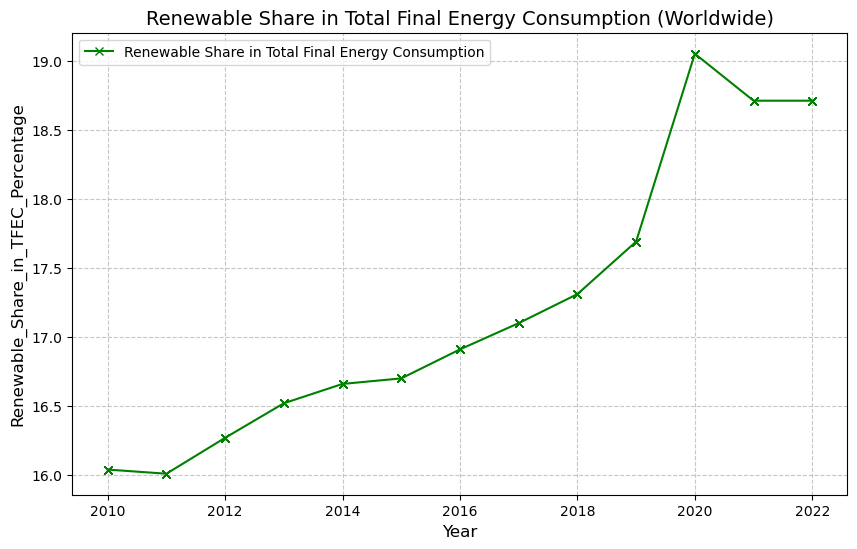 Renewable Share in Total Final Energy Consumption (Worldwide)
Renewable Share in Total Final Energy Consumption
Renewable_Share_in_TFEC_Percentage
19.0
18.5
18.0
17.5
17.0
16.5
16.0
2010 2012 2014 2016 2018 2020 2022
Year